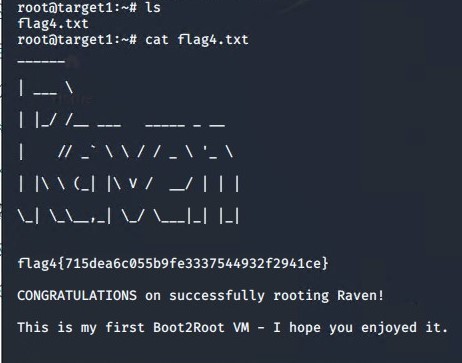 root@target1:~# ls
flag4.txt
root@target1:~# cat flag4.txt
______
| ___ \
| |_/ /__ ___   _____ _ __
|    // _` \ \ / / _ \ '_ \
| |\ \ (_| |\ V /  __/ | | |
\_| \_\__,_| \_/ \___|_| |_|
flag4{715dea6c055b9fe3337544932f2941ce}
CONGRATULATIONS on successfully rooting Raven!
This is my first Boot2Root VM - I hope you enjoyed it.